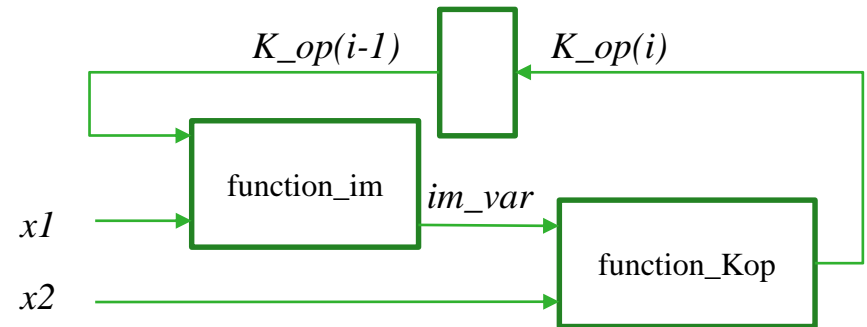 K_op(i-1)
K_op(i)
function_im
im_var
x1
function_Kop
x2